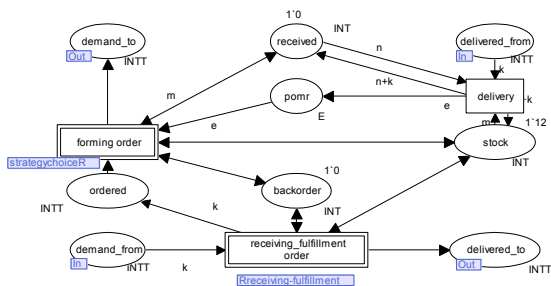 1`0
INT
demand_to
Out
INTT
received
n
delivered_from
In
INTT
k
m
n+k
pomr
E
e
e
delivery
-k
m
1`12
forming order
strategychoiceR
stock
INT
ordered
INTT
1`0
backorder
INT
k
demand_from
In
INTT
k
receiving_fulfillment
order
Rreceiving-fulfillment
delivered_to
Out
INTT